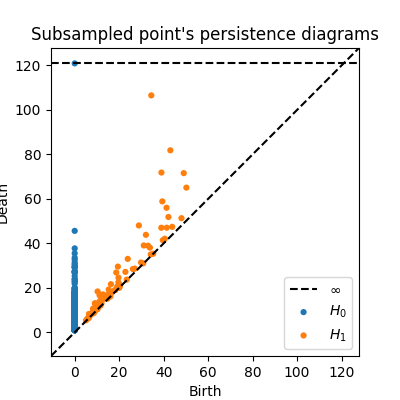 Subsampled point's persistence diagrams
Death
120
100
80
60
40
20
0
∞
H₀
H₁
0 20 40 60 80 100 120
Birth